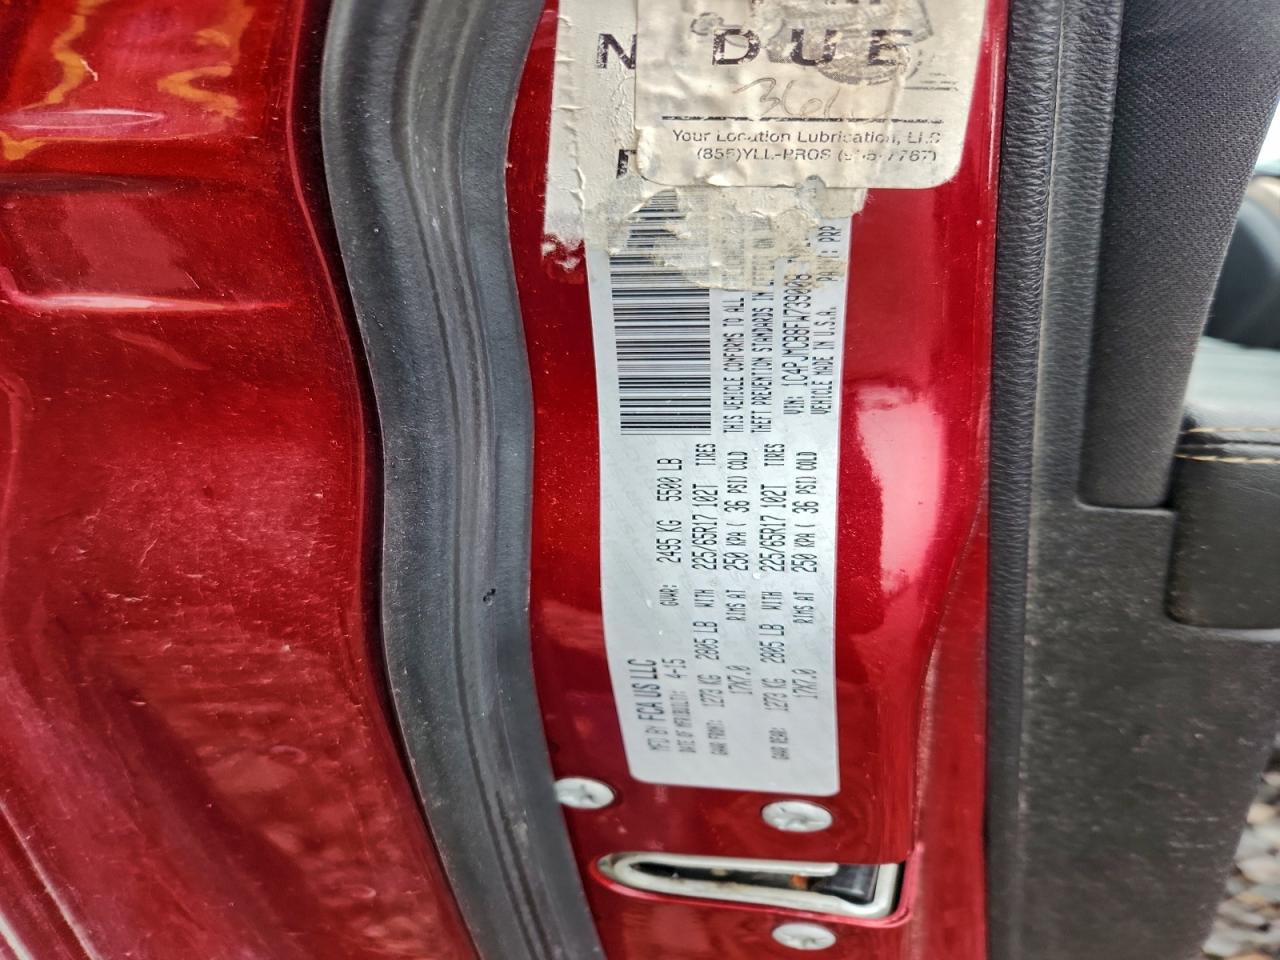 N
DUE
361
Your Location Lubrication, LLC
(855)YLL-PROS
MFD BY FCA US LLC
DATE OF MFR/BUILT: 4-15
GVWR: 2495 KG 5500 LB
GAWR FRONT: 1273 KG 2805 LB WITH 225/65R17 102T TIRES
17X7.0 RIMS AT 250 KPA ( 36 PSI) COLD
GAWR REAR: 1273 KG 2805 LB WITH 225/65R17 102T TIRES
17X7.0 RIMS AT 250 KPA ( 36 PSI) COLD
THIS VEHICLE CONFORMS TO ALL
THEFT PREVENTION STANDARDS IN
VIN: 1C4PJMCB9FW739006
VEHICLE MADE IN U.S.A. PRP